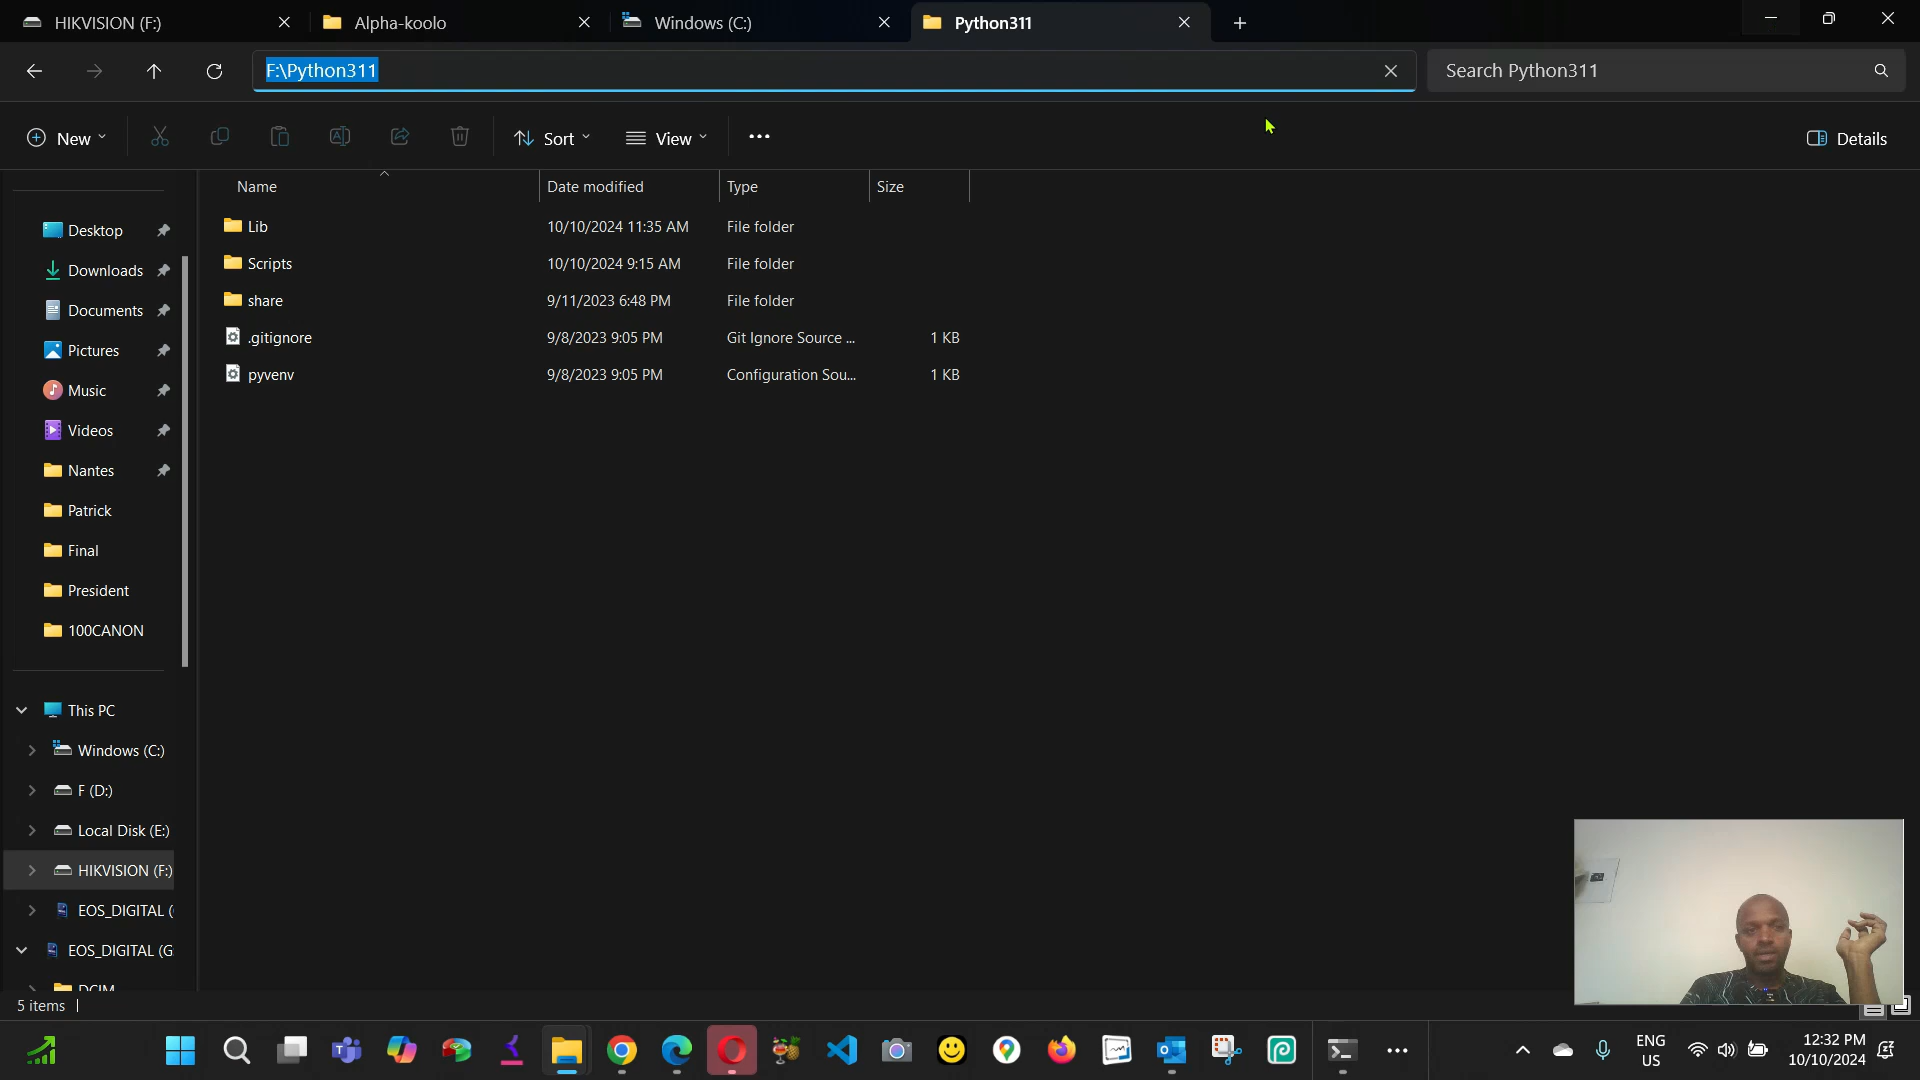 HIKVISION (F:)
Alpha-koolo
Windows (C:)
Python311
F:\Python311
Search Python311
New
Sort
View
Details
Name
Date modified
Type
Size
Lib
10/10/2024 11:35 AM
File folder
Scripts
10/10/2024 9:15 AM
File folder
share
9/11/2023 6:48 PM
File folder
.gitignore
9/8/2023 9:05 PM
Git Ignore Source ...
1 KB
pyvenv
9/8/2023 9:05 PM
Configuration Sou...
1 KB
Desktop
Downloads
Documents
Pictures
Music
Videos
Nantes
Patrick
Final
President
100CANON
This PC
Windows (C:)
F (D:)
Local Disk (E:)
HIKVISION (F:)
EOS_DIGITAL (
EOS_DIGITAL (G
DCIM
5 items
ENG
US
12:32 PM
10/10/2024